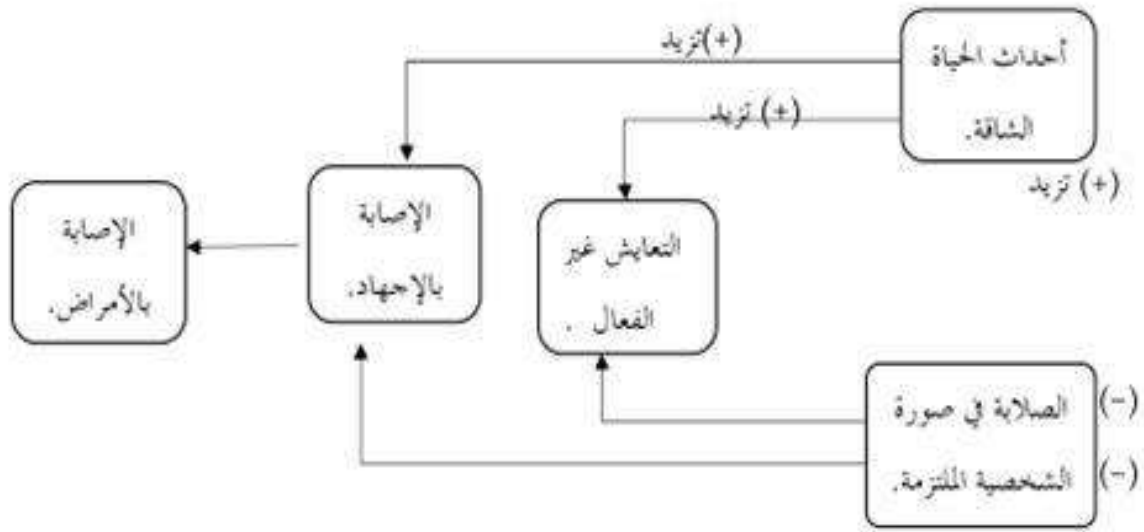 (+)تزيد
أحداث الحياة
الشاقة.
(+) تزيد
(+) تزيد
الإصابة
بالإجهاد.
الإصابة
بالأمراض.
التعايش غير
الفعال .
الصلابة في صورة
الشخصية الملتزمة.
(-)
(-)